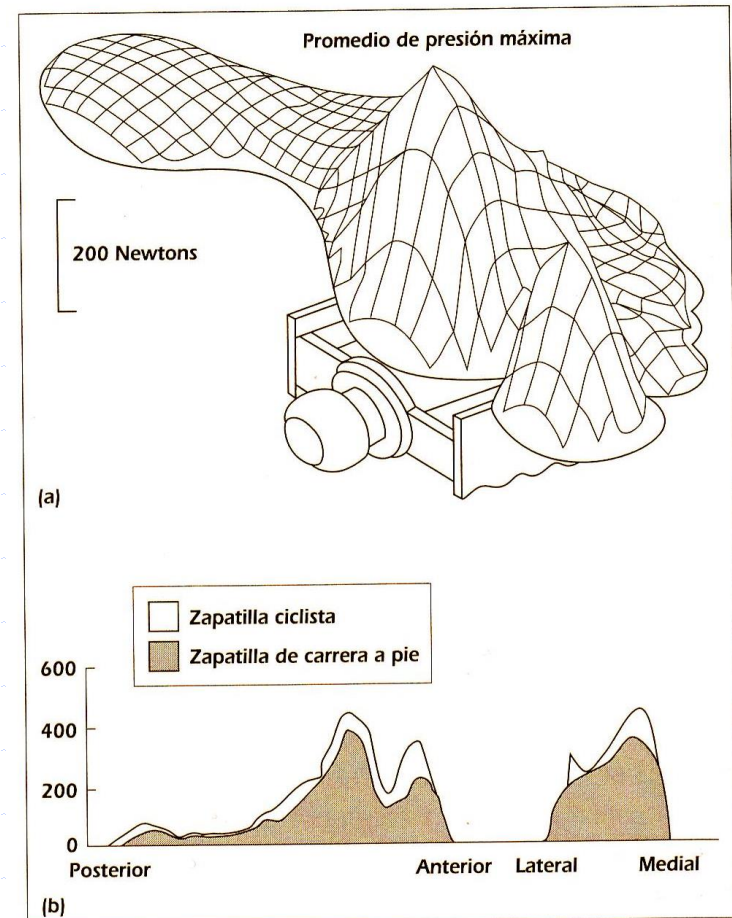 Promedio de presión máxima
200 Newtons
(a)
Zapatilla ciclista
Zapatilla de carrera a pie
600
400
200
0
Posterior
Anterior
Lateral
Medial
(b)